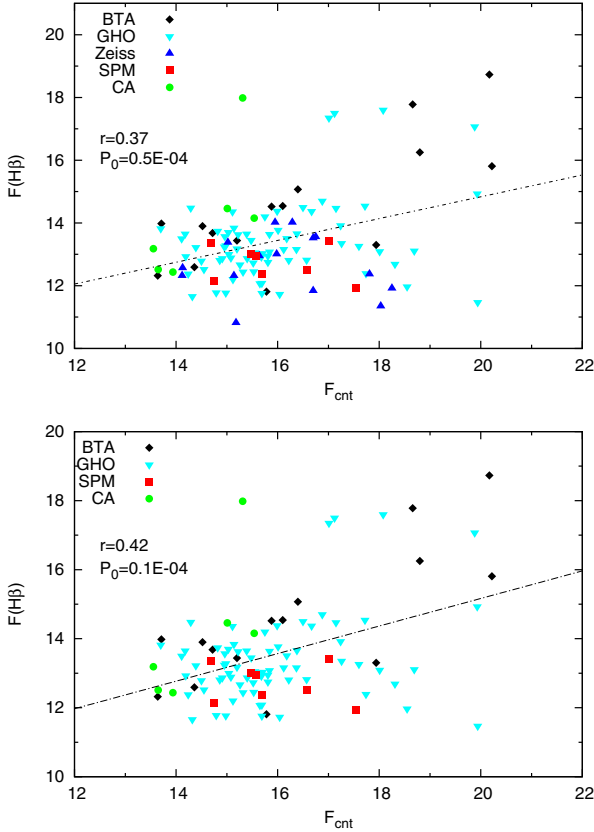 20
18
16
14
12
10
F(Hβ)
BTA
GHO
Zeiss
SPM
CA
r=0.37
P₀=0.5E-04
12 14 16 18 20 22
F_cnt
20
18
16
14
12
10
F(Hβ)
BTA
GHO
SPM
CA
r=0.42
P₀=0.1E-04
12 14 16 18 20 22
F_cnt